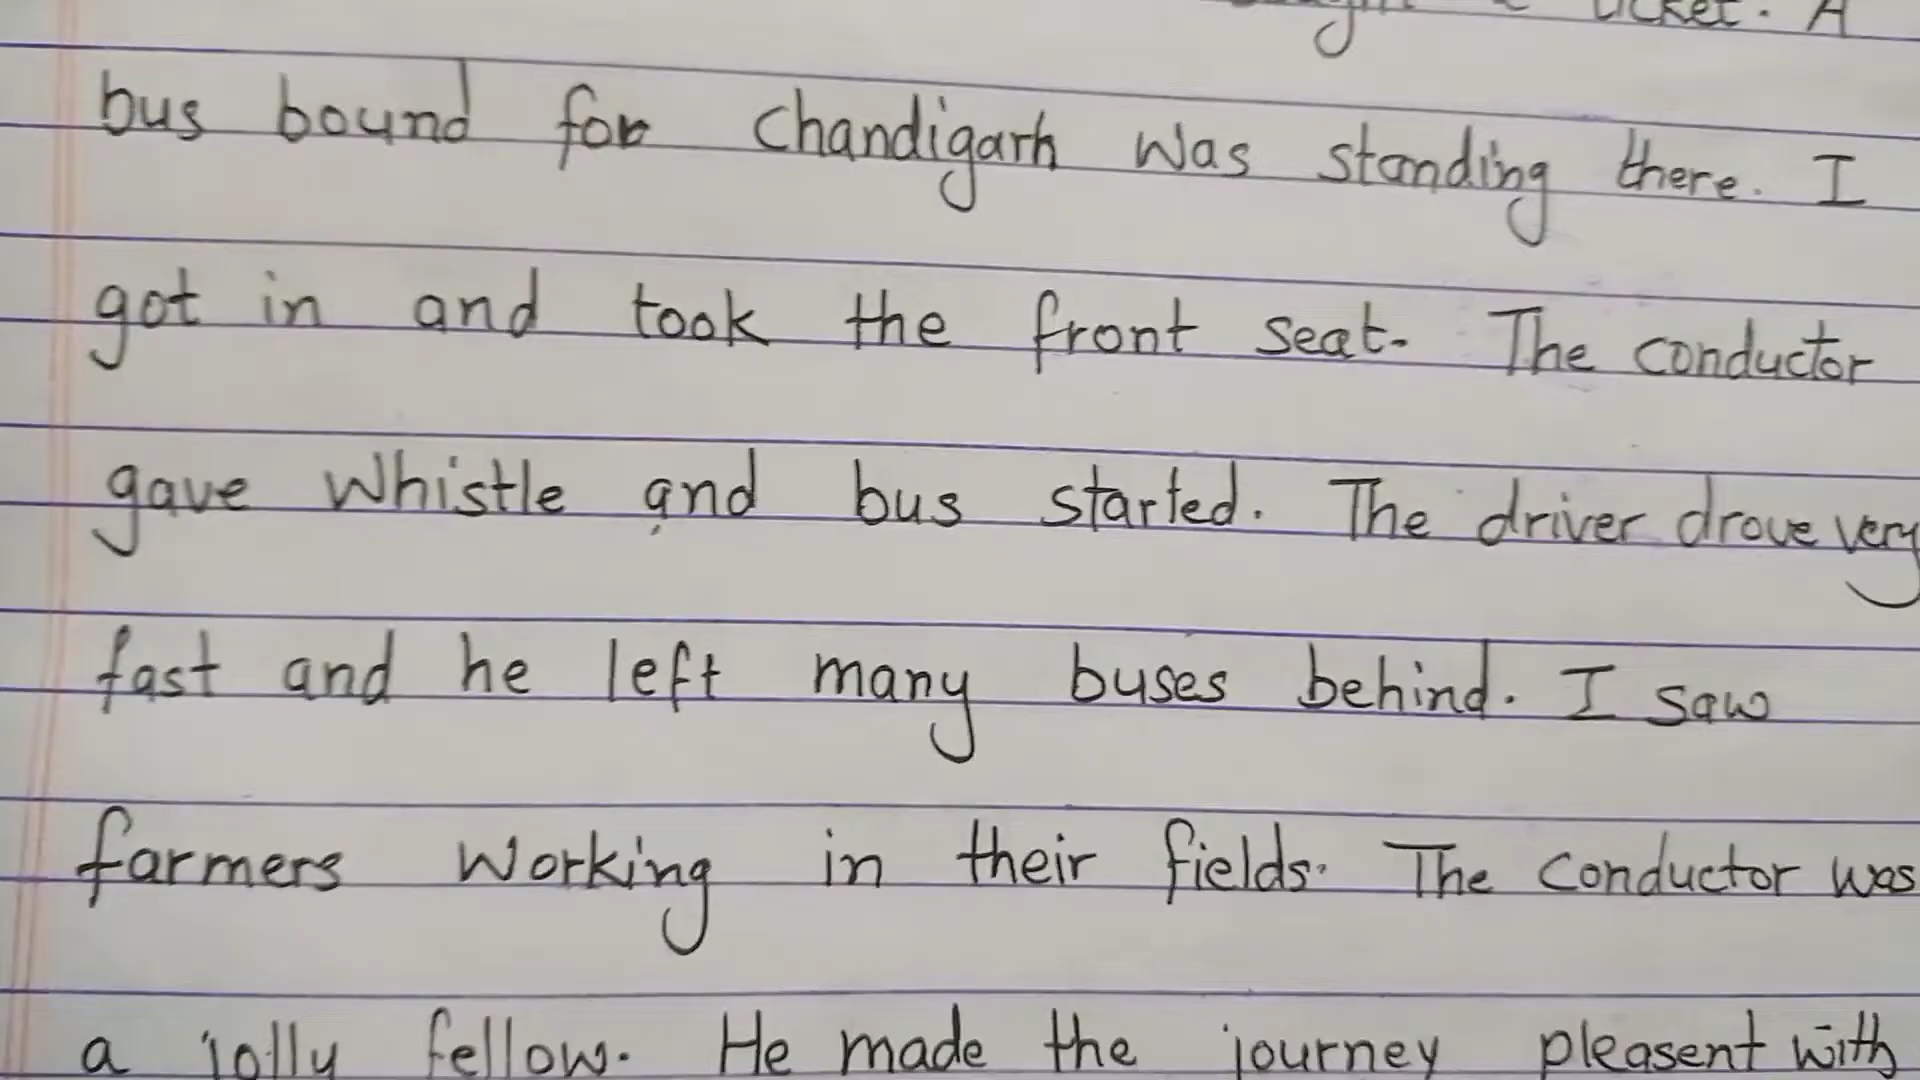 ticket. A
bus bound for Chandigarh was standing there. I
got in and took the front seat. The conductor
gave whistle and bus started. The driver drove very
fast and he left many buses behind. I saw
farmers working in their fields. The conductor was
a jolly fellow. He made the journey pleasent with